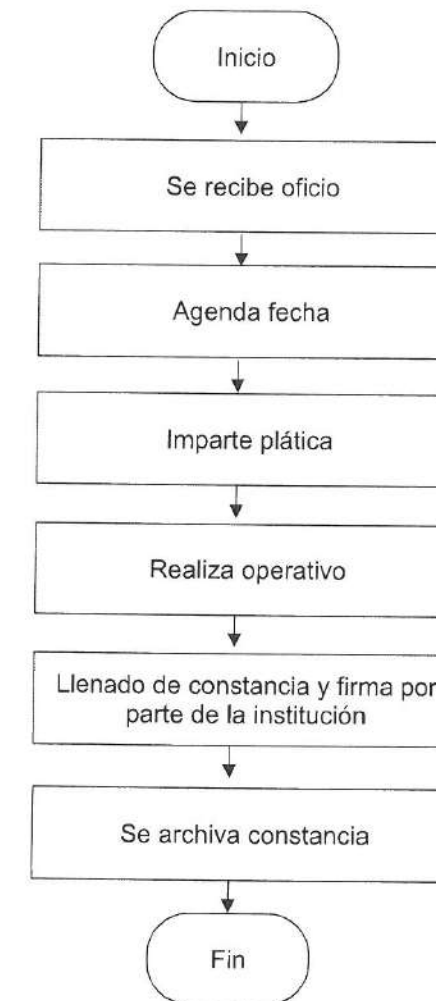 Inicio
Se recibe oficio
Agenda fecha
Imparte plática
Realiza operativo
Llenado de constancia y firma por
parte de la institución
Se archiva constancia
Fin